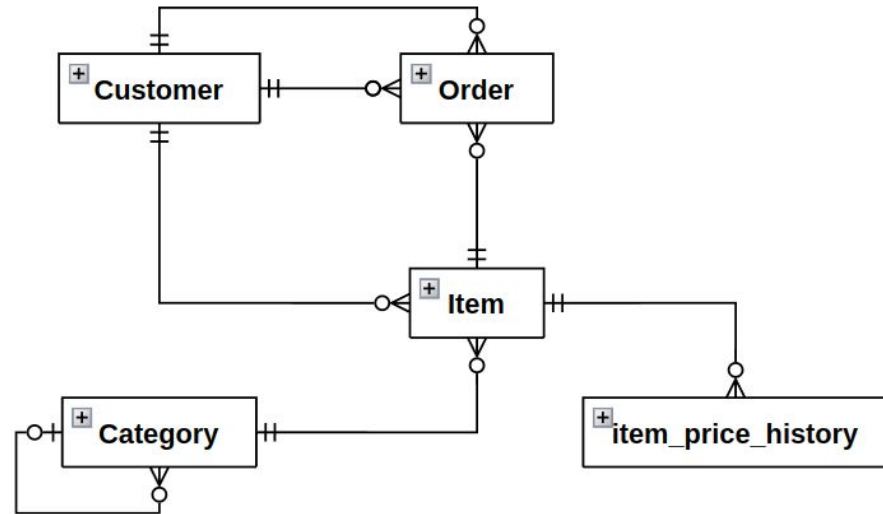 Customer
Order
Item
Category
item_price_history